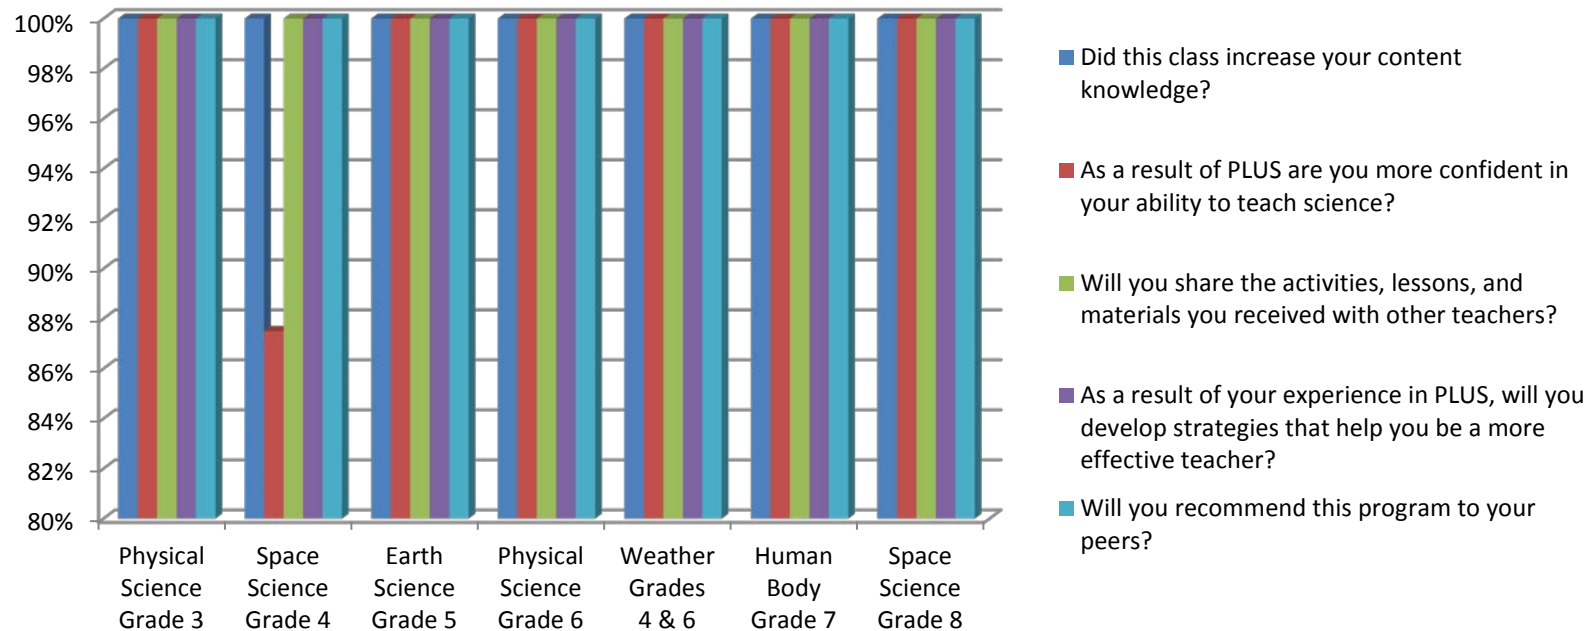 100%
98%
96%
94%
92%
90%
88%
86%
84%
82%
80%
Physical
Science
Grade 3
Space
Science
Grade 4
Earth
Science
Grade 5
Physical
Science
Grade 6
Weather
Grades
4 & 6
Human
Body
Grade 7
Space
Science
Grade 8
Did this class increase your content
knowledge?
As a result of PLUS are you more confident in
your ability to teach science?
Will you share the activities, lessons, and
materials you received with other teachers?
As a result of your experience in PLUS, will you
develop strategies that help you be a more
effective teacher?
Will you recommend this program to your
peers?